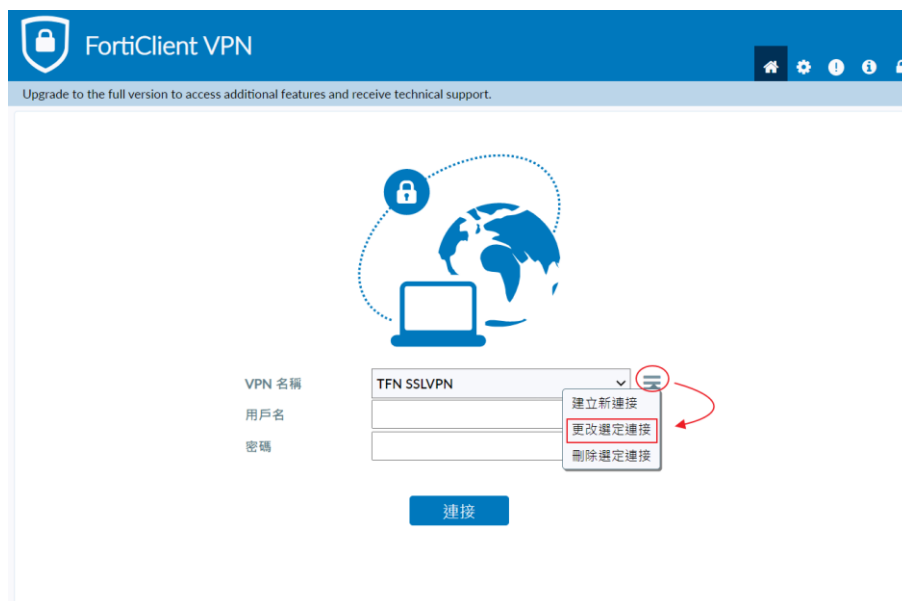 FortiClient VPN
Upgrade to the full version to access additional features and receive technical support.
VPN 名稱
TFN SSLVPN
建立新連接
用戶名
更改選定連接
密碼
刪除選定連接
連接